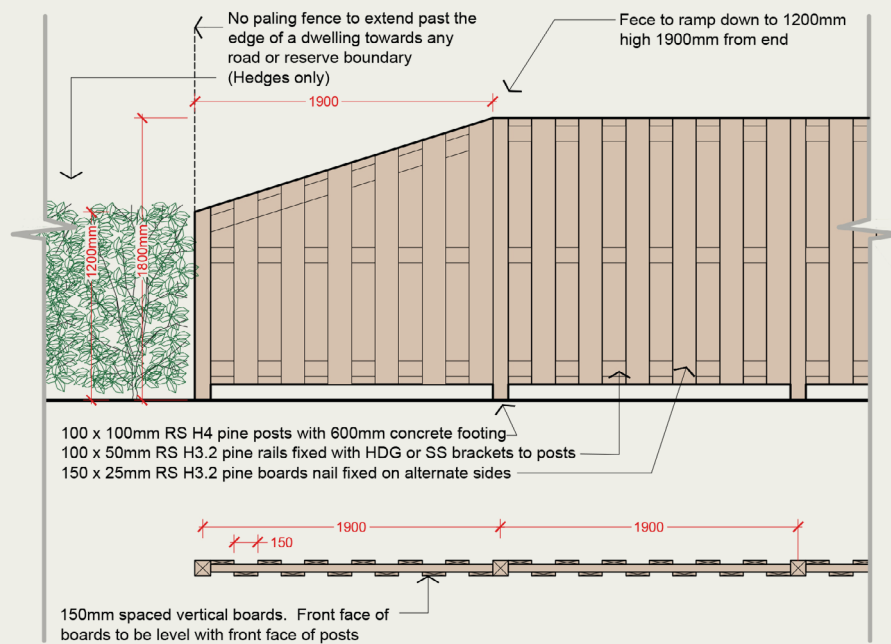 No paling fence to extend past the
edge of a dwelling towards any
road or reserve boundary
(Hedges only)
Fece to ramp down to 1200mm
high 1900mm from end
1900
1200mm
1800mm
100 x 100mm RS H4 pine posts with 600mm concrete footing
100 x 50mm RS H3.2 pine rails fixed with HDG or SS brackets to posts
150 x 25mm RS H3.2 pine boards nail fixed on alternate sides
1900
1900
150
150mm spaced vertical boards. Front face of
boards to be level with front face of posts